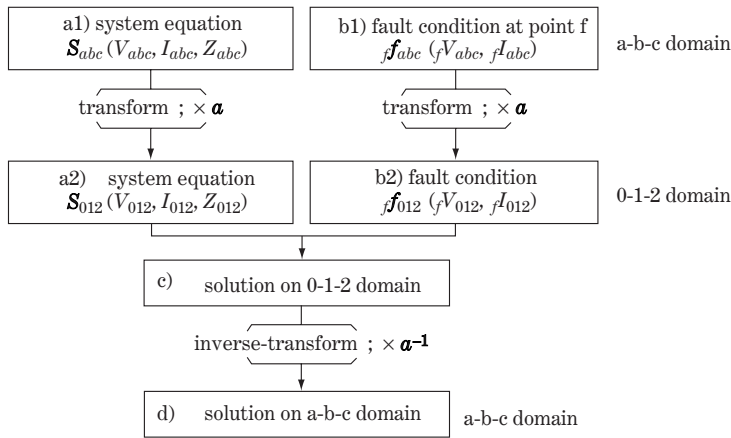 a1) system equation
S_abc (V_abc, I_abc, Z_abc)
b1) fault condition at point f
_f f_abc (_f V_abc, _f I_abc)
a-b-c domain
transform ; × a
transform ; × a
a2) system equation
S_012 (V_012, I_012, Z_012)
b2) fault condition
_f f_012 (_f V_012, _f I_012)
0-1-2 domain
c) solution on 0-1-2 domain
inverse-transform ; × a⁻¹
d) solution on a-b-c domain
a-b-c domain